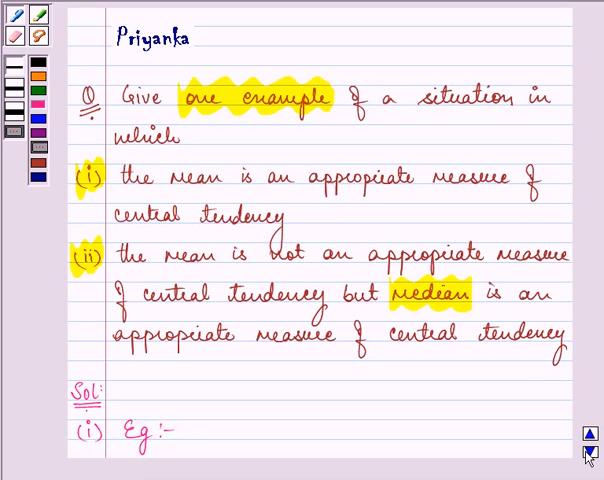 Priyanka
Q Give one example of a situation in
which
(i) the mean is an appropriate measure of
central tendency
(ii) the mean is not an appropriate measure
of central tendency but median is an
appropriate measure of central tendency
Sol:
(i) Eg :-